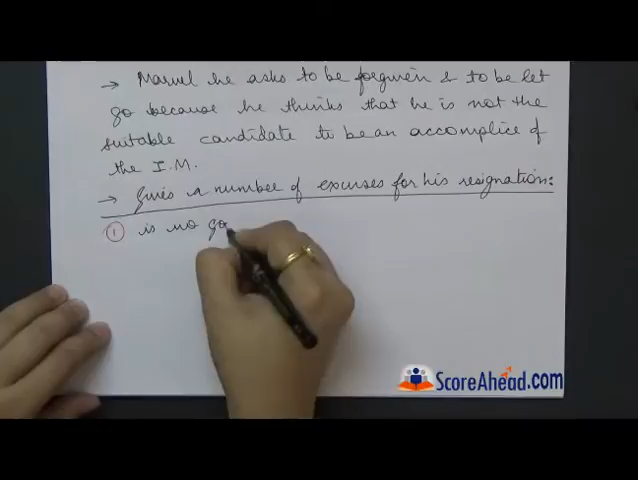 → Marvel he asks to be forgiven & to be let
go because he thinks that he is not the
suitable candidate to be an accomplice of
the I.M.
→ Gives a number of excuses for his resignation:
① is no go
ScoreAhead.com